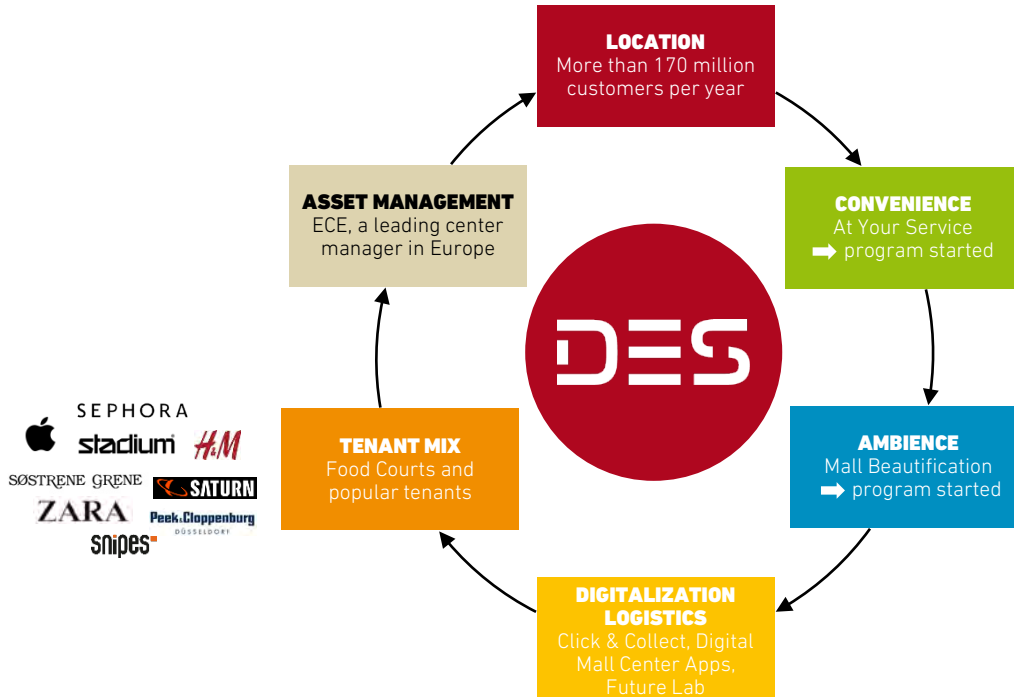 LOCATION
More than 170 million
customers per year
CONVENIENCE
At Your Service
➡ program started
AMBIENCE
Mall Beautification
➡ program started
DIGITALIZATION
LOGISTICS
Click & Collect, Digital
Mall Center Apps,
Future Lab
TENANT MIX
Food Courts and
popular tenants
ASSET MANAGEMENT
ECE, a leading center
manager in Europe
DES
SEPHORA
stadium H&M
SØSTRENE GRENE SATURN
ZARA Peek&Cloppenburg
DÜSSELDORF
snipes